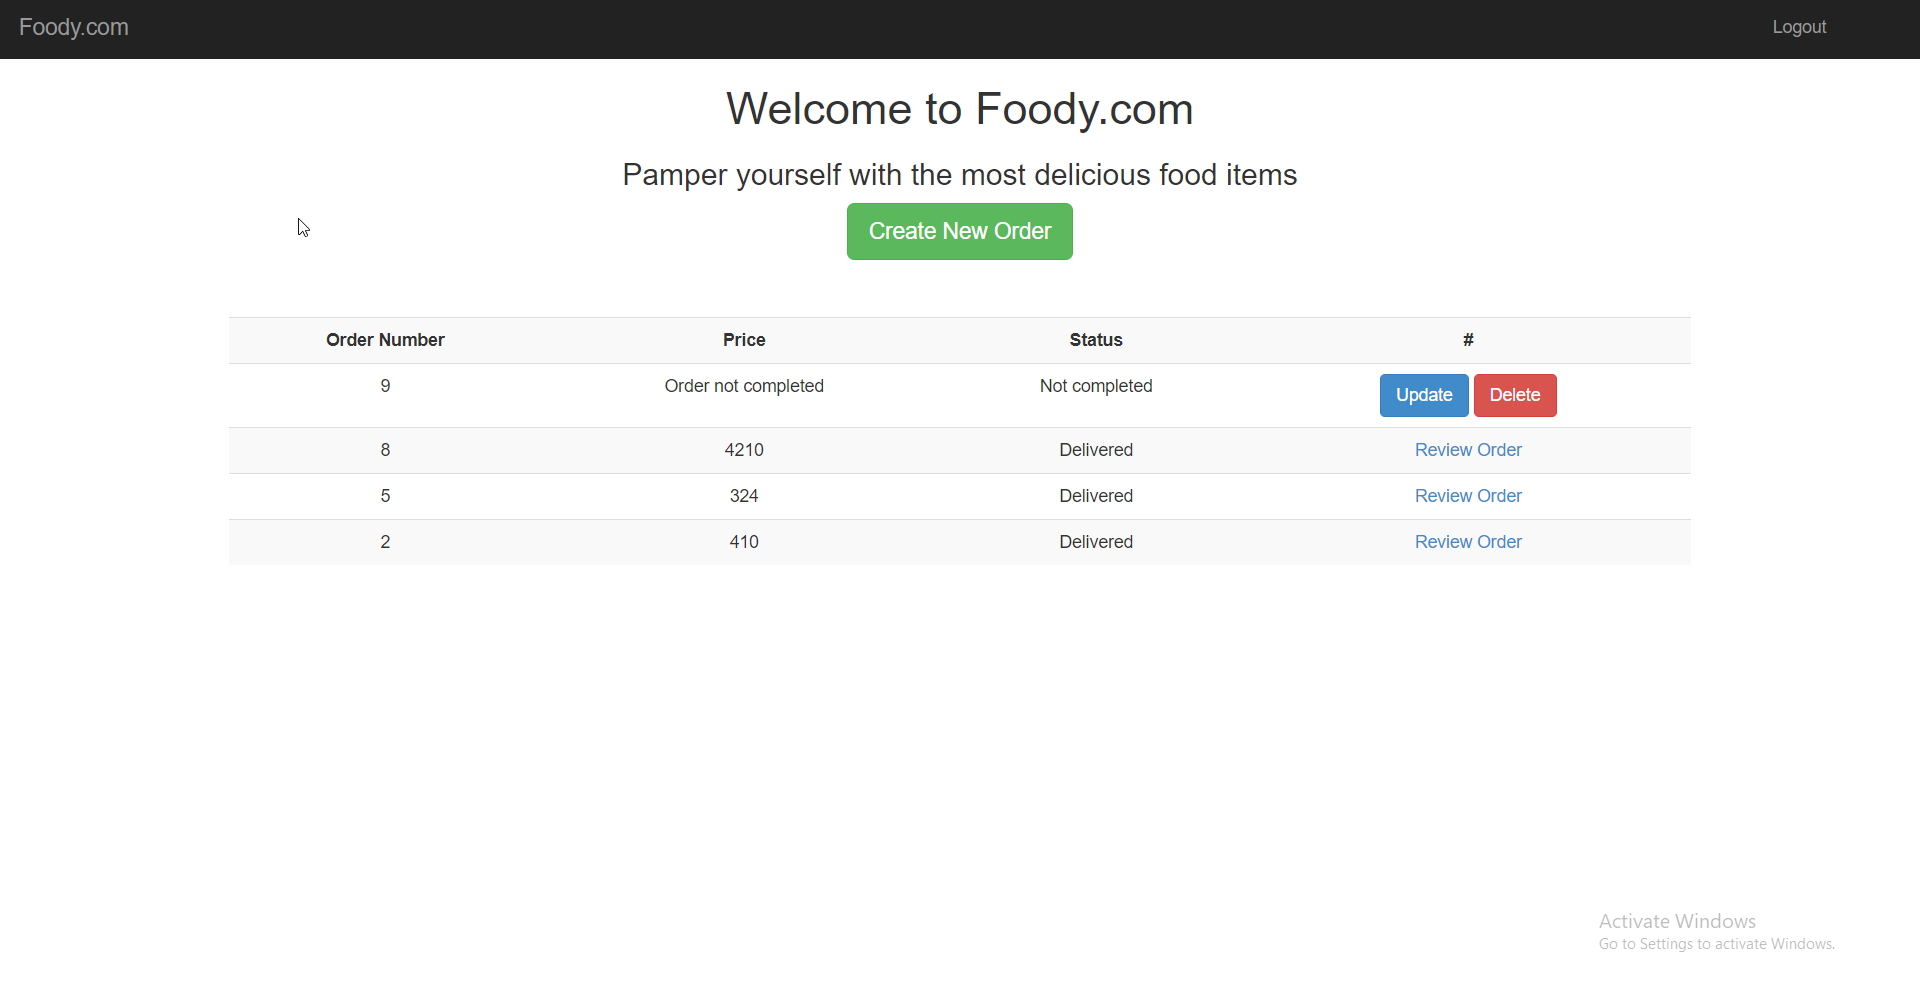 Foody.com Logout
Welcome to Foody.com
Pamper yourself with the most delicious food items
Create New Order
Order Number Price Status #
9 Order not completed Not completed Update Delete
8 4210 Delivered Review Order
5 324 Delivered Review Order
2 410 Delivered Review Order
Activate Windows
Go to Settings to activate Windows.